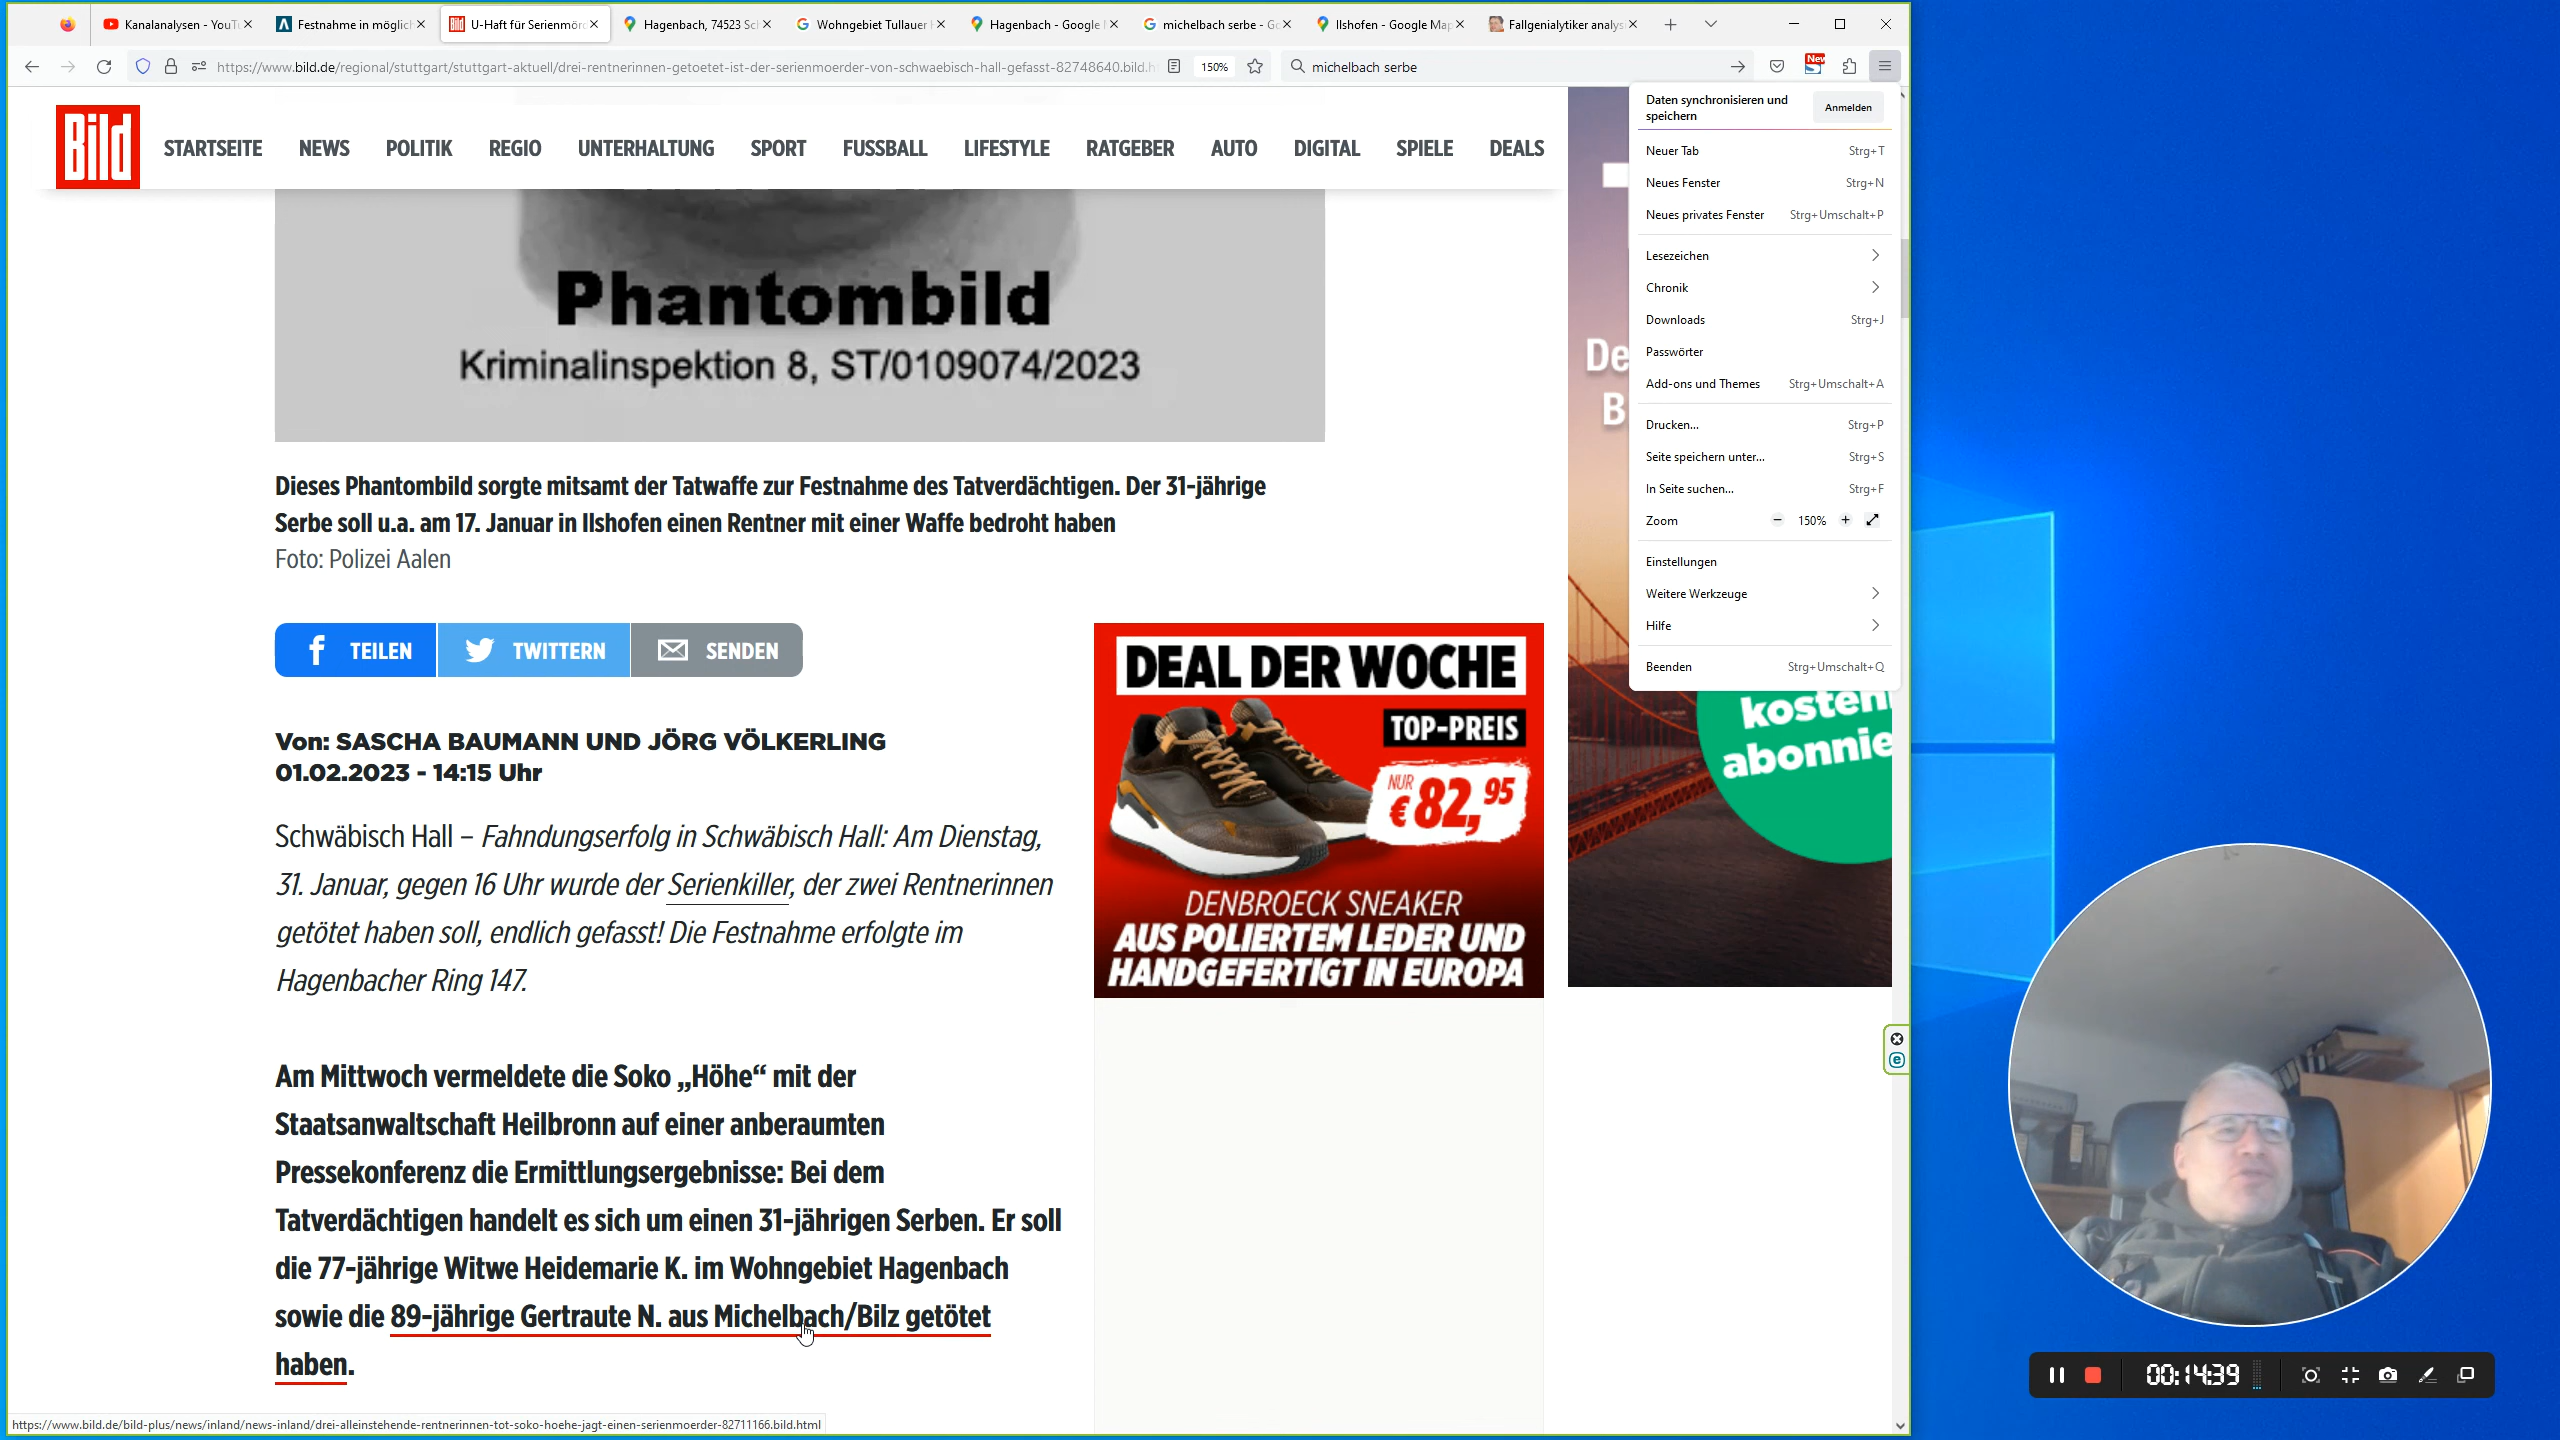 Kanalanalysen - YouT
Festnahme in möglic
U-Haft für Serienmör
Hagenbach, 74523 Sc
Wohngebiet Tullauer
Hagenbach - Google
michelbach serbe - G
Ilshofen - Google Map
Fallgenialytiker analys
https://www.bild.de/regional/stuttgart/stuttgart-aktuell/drei-rentnerinnen-getoetet-ist-der-serienmoerder-von-schwaebisch-hall-gefasst-82748640.bild.h
150%
michelbach serbe
New
Bild
STARTSEITE NEWS POLITIK REGIO UNTERHALTUNG SPORT FUSSBALL LIFESTYLE RATGEBER AUTO DIGITAL SPIELE DEALS
Phantombild
Kriminalinspektion 8, ST/0109074/2023
Dieses Phantombild sorgte mitsamt der Tatwaffe zur Festnahme des Tatverdächtigen. Der 31-jährige
Serbe soll u.a. am 17. Januar in Ilshofen einen Rentner mit einer Waffe bedroht haben
Foto: Polizei Aalen
TEILEN
TWITTERN
SENDEN
Von: SASCHA BAUMANN UND JÖRG VÖLKERLING
01.02.2023 - 14:15 Uhr
Schwäbisch Hall – Fahndungserfolg in Schwäbisch Hall: Am Dienstag,
31. Januar, gegen 16 Uhr wurde der Serienkiller, der zwei Rentnerinnen
getötet haben soll, endlich gefasst! Die Festnahme erfolgte im
Hagenbacher Ring 147.
Am Mittwoch vermeldete die Soko „Höhe“ mit der
Staatsanwaltschaft Heilbronn auf einer anberaumten
Pressekonferenz die Ermittlungsergebnisse: Bei dem
Tatverdächtigen handelt es sich um einen 31-jährigen Serben. Er soll
die 77-jährige Witwe Heidemarie K. im Wohngebiet Hagenbach
sowie die 89-jährige Gertraute N. aus Michelbach/Bilz getötet
haben.
https://www.bild.de/bild-plus/news/inland/news-inland/drei-alleinstehende-rentnerinnen-tot-soko-hoehe-jagt-einen-serienmoerder-82711166.bild.html
DEAL DER WOCHE
TOP-PREIS
NUR
€ 82,95
DENBROECK SNEAKER
AUS POLIERTEM LEDER UND
HANDGEFERTIGT IN EUROPA
De
B
kosten
abonnie
Daten synchronisieren und
speichern
Anmelden
Neuer Tab Strg+T
Neues Fenster Strg+N
Neues privates Fenster Strg+Umschalt+P
Lesezeichen
Chronik
Downloads Strg+J
Passwörter
Add-ons und Themes Strg+Umschalt+A
Drucken... Strg+P
Seite speichern unter... Strg+S
In Seite suchen... Strg+F
Zoom 150%
Einstellungen
Weitere Werkzeuge
Hilfe
Beenden Strg+Umschalt+Q
00:14:39